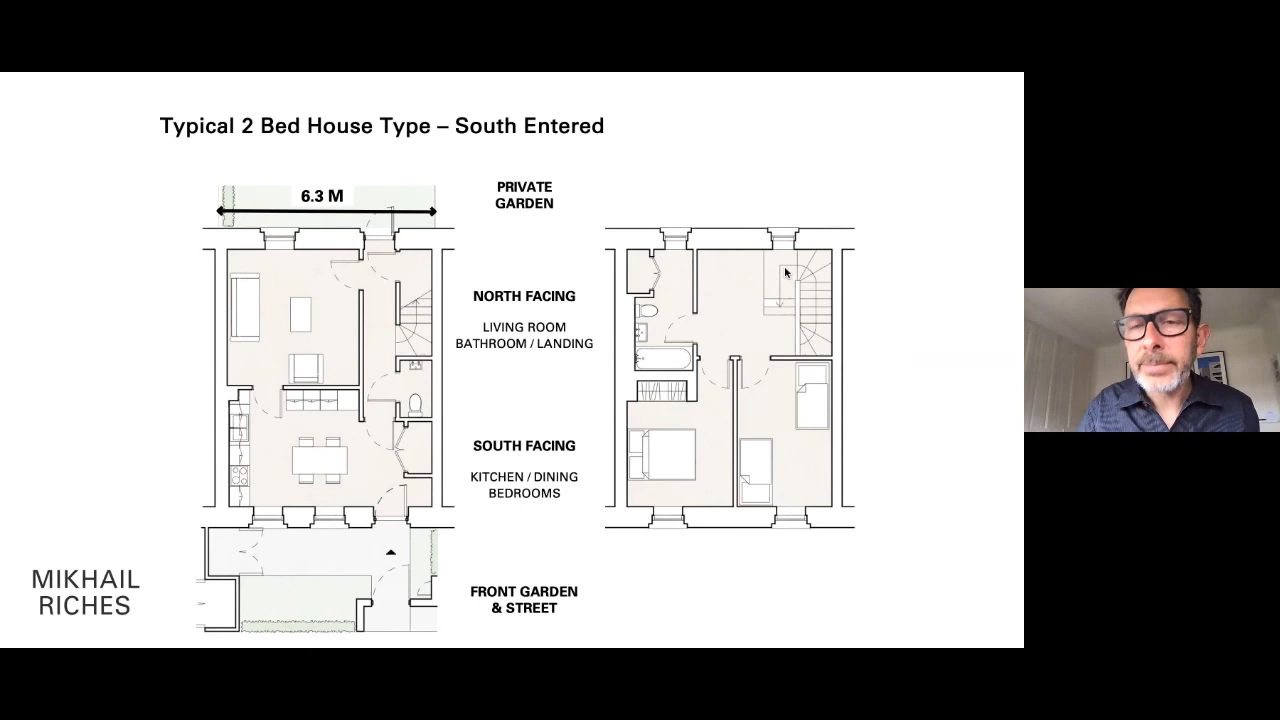 Typical 2 Bed House Type – South Entered
6.3 M
PRIVATE
GARDEN
NORTH FACING
LIVING ROOM
BATHROOM / LANDING
SOUTH FACING
KITCHEN / DINING
BEDROOMS
FRONT GARDEN
& STREET
MIKHAIL
RICHES